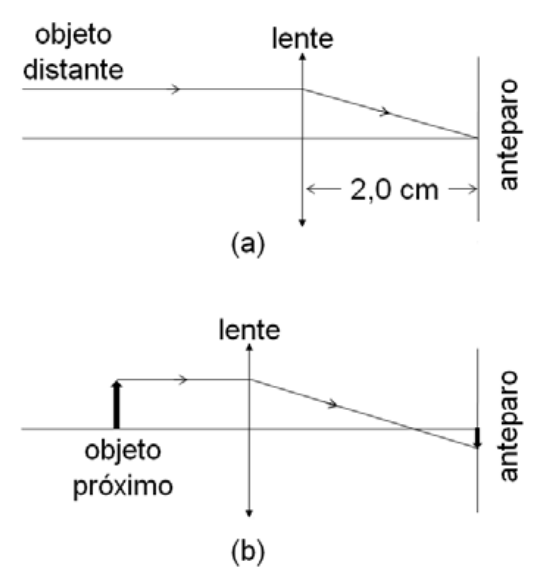 objeto
distante
lente
anteparo
2,0 cm
(a)
lente
objeto
próximo
anteparo
(b)